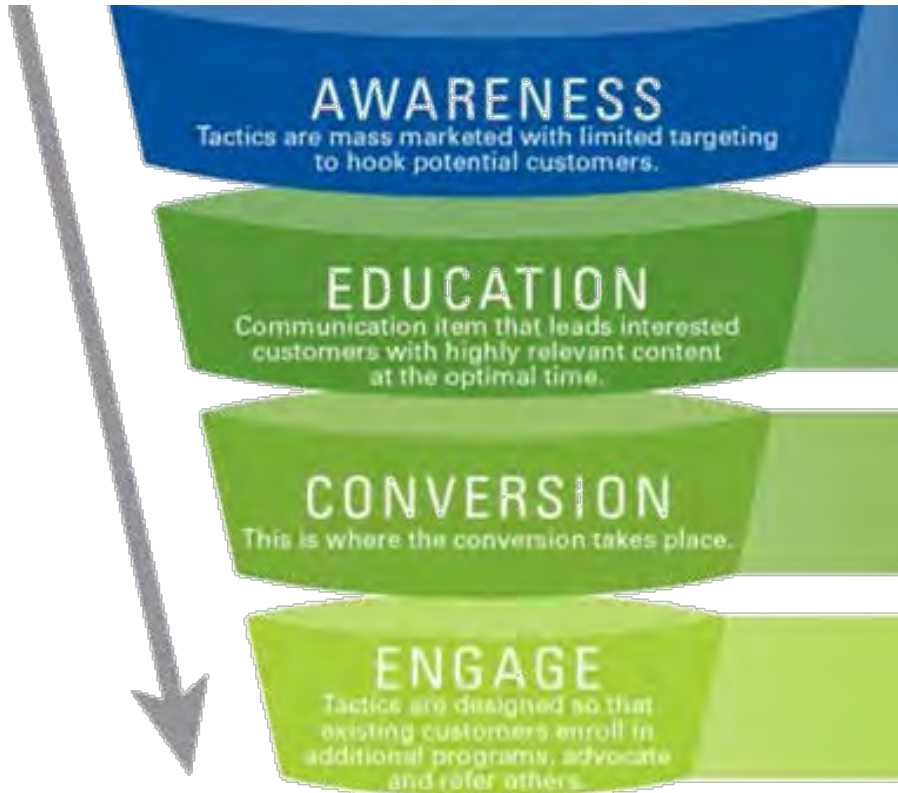 AWARENESS
Tactics are mass marketed with limited targeting
to hook potential customers.
EDUCATION
Communication item that leads interested
customers with highly relevant content
at the optimal time.
CONVERSION
This is where the conversion takes place.
ENGAGE
Tactics are designed so that
existing customers enroll in
additional programs, advocate
and refer others.